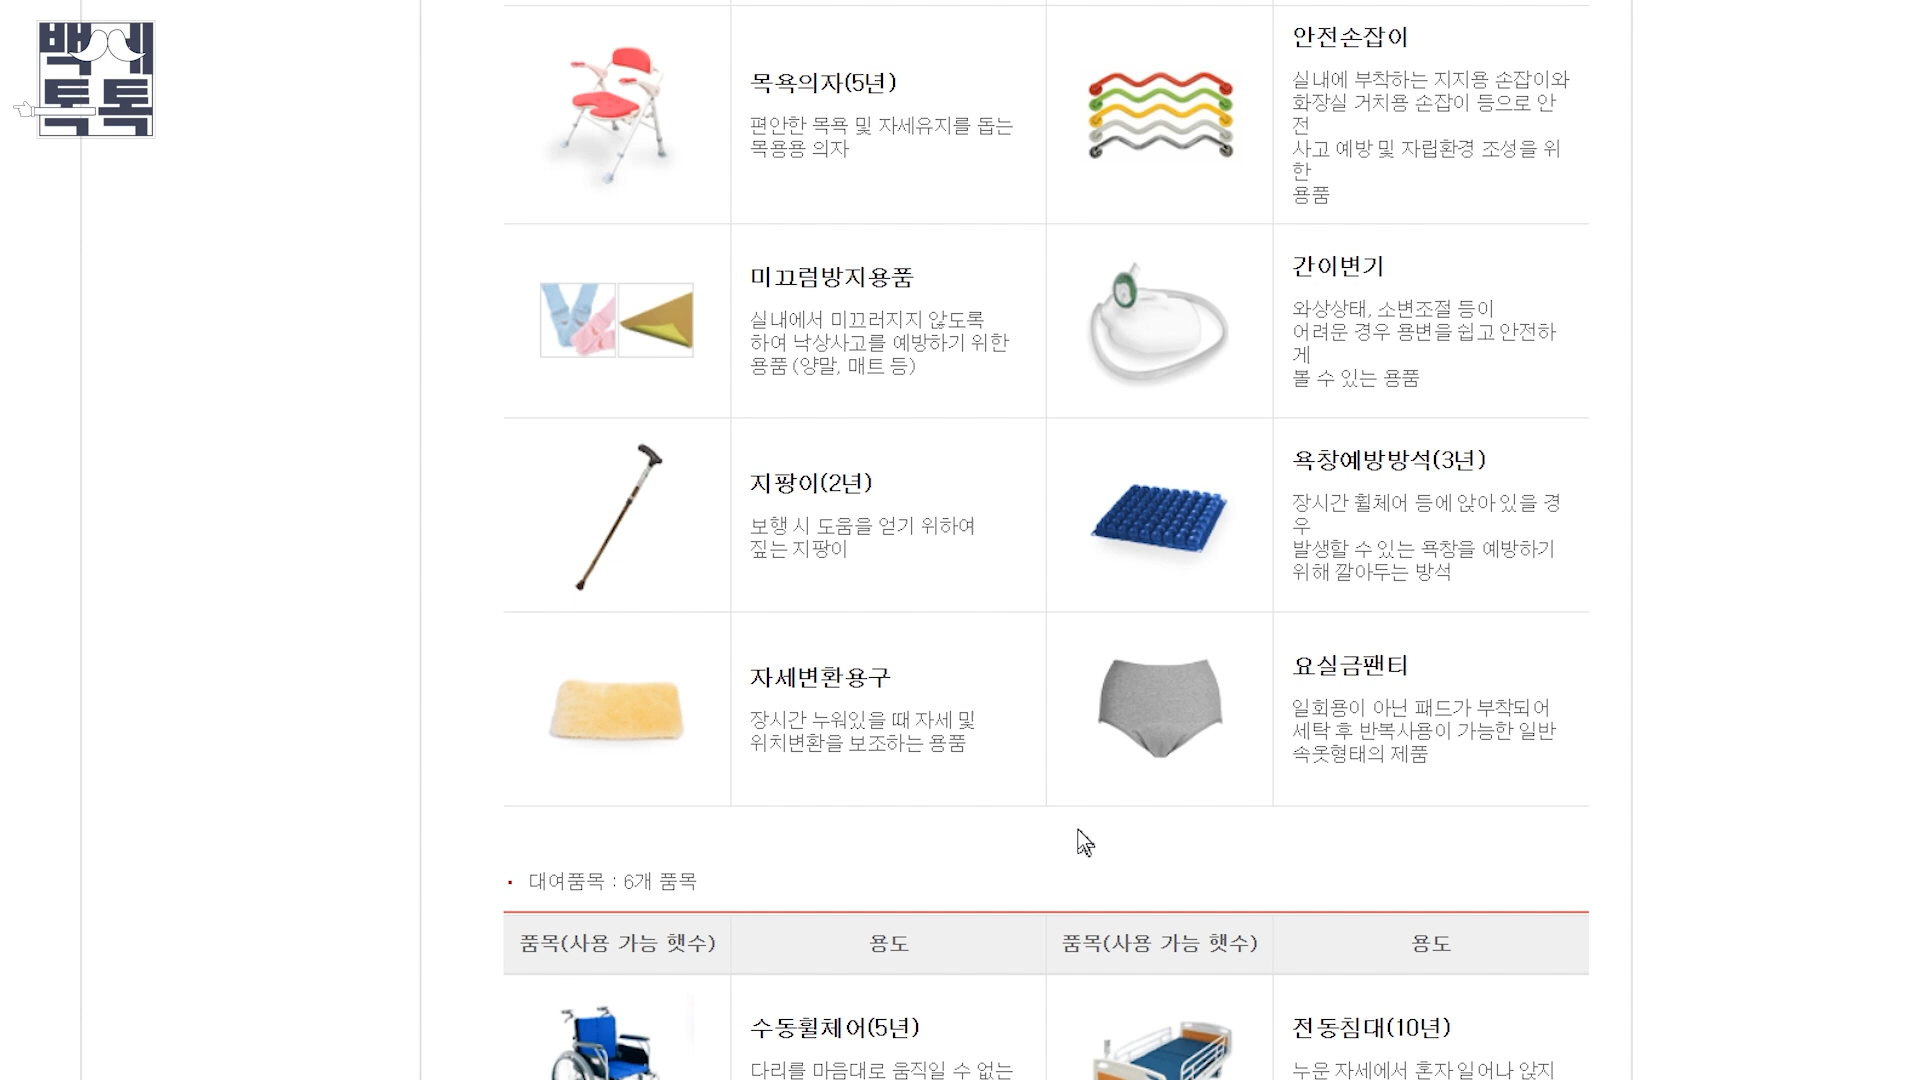 백세
톡톡
목욕의자(5년)
편안한 목욕 및 자세유지를 돕는
목용용 의자
안전손잡이
실내에 부착하는 지지용 손잡이와
화장실 거치용 손잡이 등으로 안
전
사고 예방 및 자립환경 조성을 위
한
용품
미끄럼방지용품
실내에서 미끄러지지 않도록
하여 낙상사고를 예방하기 위한
용품 (양말, 매트 등)
간이변기
와상상태, 소변조절 등이
어려운 경우 용변을 쉽고 안전하
게
볼 수 있는 용품
지팡이(2년)
보행 시 도움을 얻기 위하여
짚는 지팡이
욕창예방방석(3년)
장시간 휠체어 등에 앉아 있을 경
우
발생할 수 있는 욕창을 예방하기
위해 깔아두는 방석
자세변환용구
장시간 누워있을 때 자세 및
위치변환을 보조하는 용품
요실금팬티
일회용이 아닌 패드가 부착되어
세탁 후 반복사용이 가능한 일반
속옷형태의 제품
대여품목 : 6개 품목
품목(사용 가능 햇수) 용도 품목(사용 가능 햇수) 용도
수동휠체어(5년)
다리를 마음대로 움직일 수 없는
전동침대(10년)
누운 자세에서 혼자 일어나 앉지